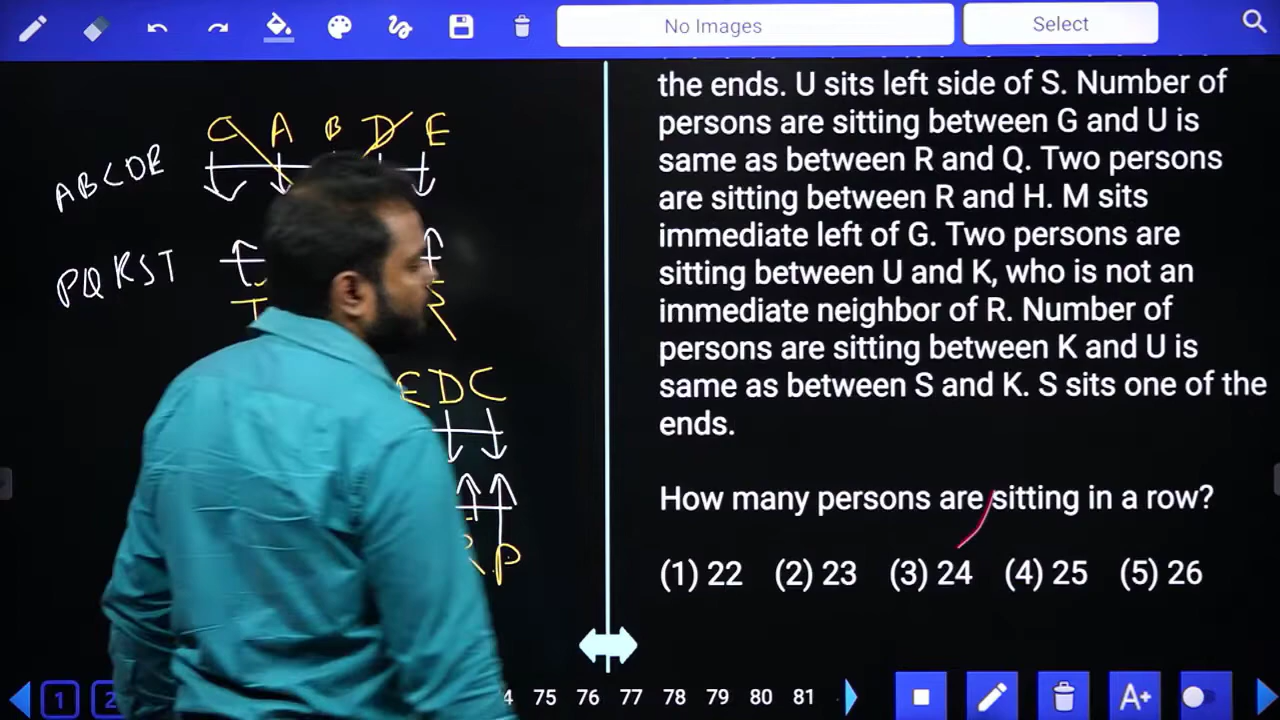 No Images
Select
the ends. U sits left side of S. Number of
persons are sitting between G and U is
same as between R and Q. Two persons
are sitting between R and H. M sits
immediate left of G. Two persons are
sitting between U and K, who is not an
immediate neighbor of R. Number of
persons are sitting between K and U is
same as between S and K. S sits one of the
ends.
How many persons are sitting in a row?
(1) 22 (2) 23 (3) 24 (4) 25 (5) 26
C A B D E
ABCDE
PQRST
T R
E D C
R P
1 2 4 75 76 77 78 79 80 81
A+